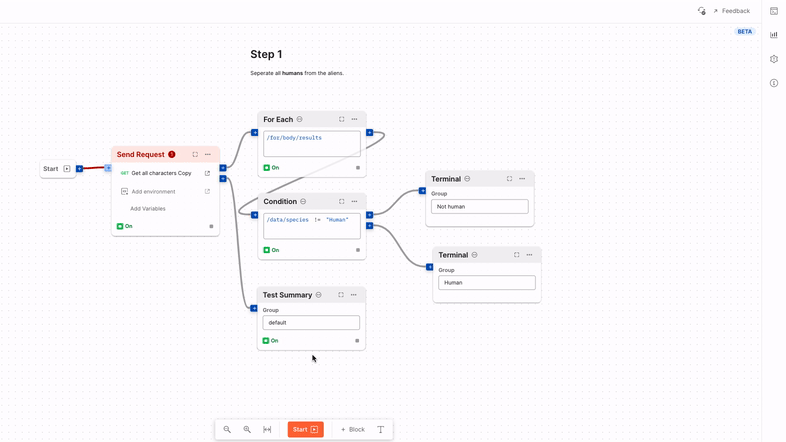 Feedback
BETA
Step 1
Seperate all humans from the aliens.
For Each
/for/body/results
On
Start
Send Request
GET Get all characters Copy
Add environment
Add Variables
On
Condition
/data/species != "Human"
On
Terminal
Group
Not human
Terminal
Group
Human
Test Summary
Group
default
On
Start
+ Block